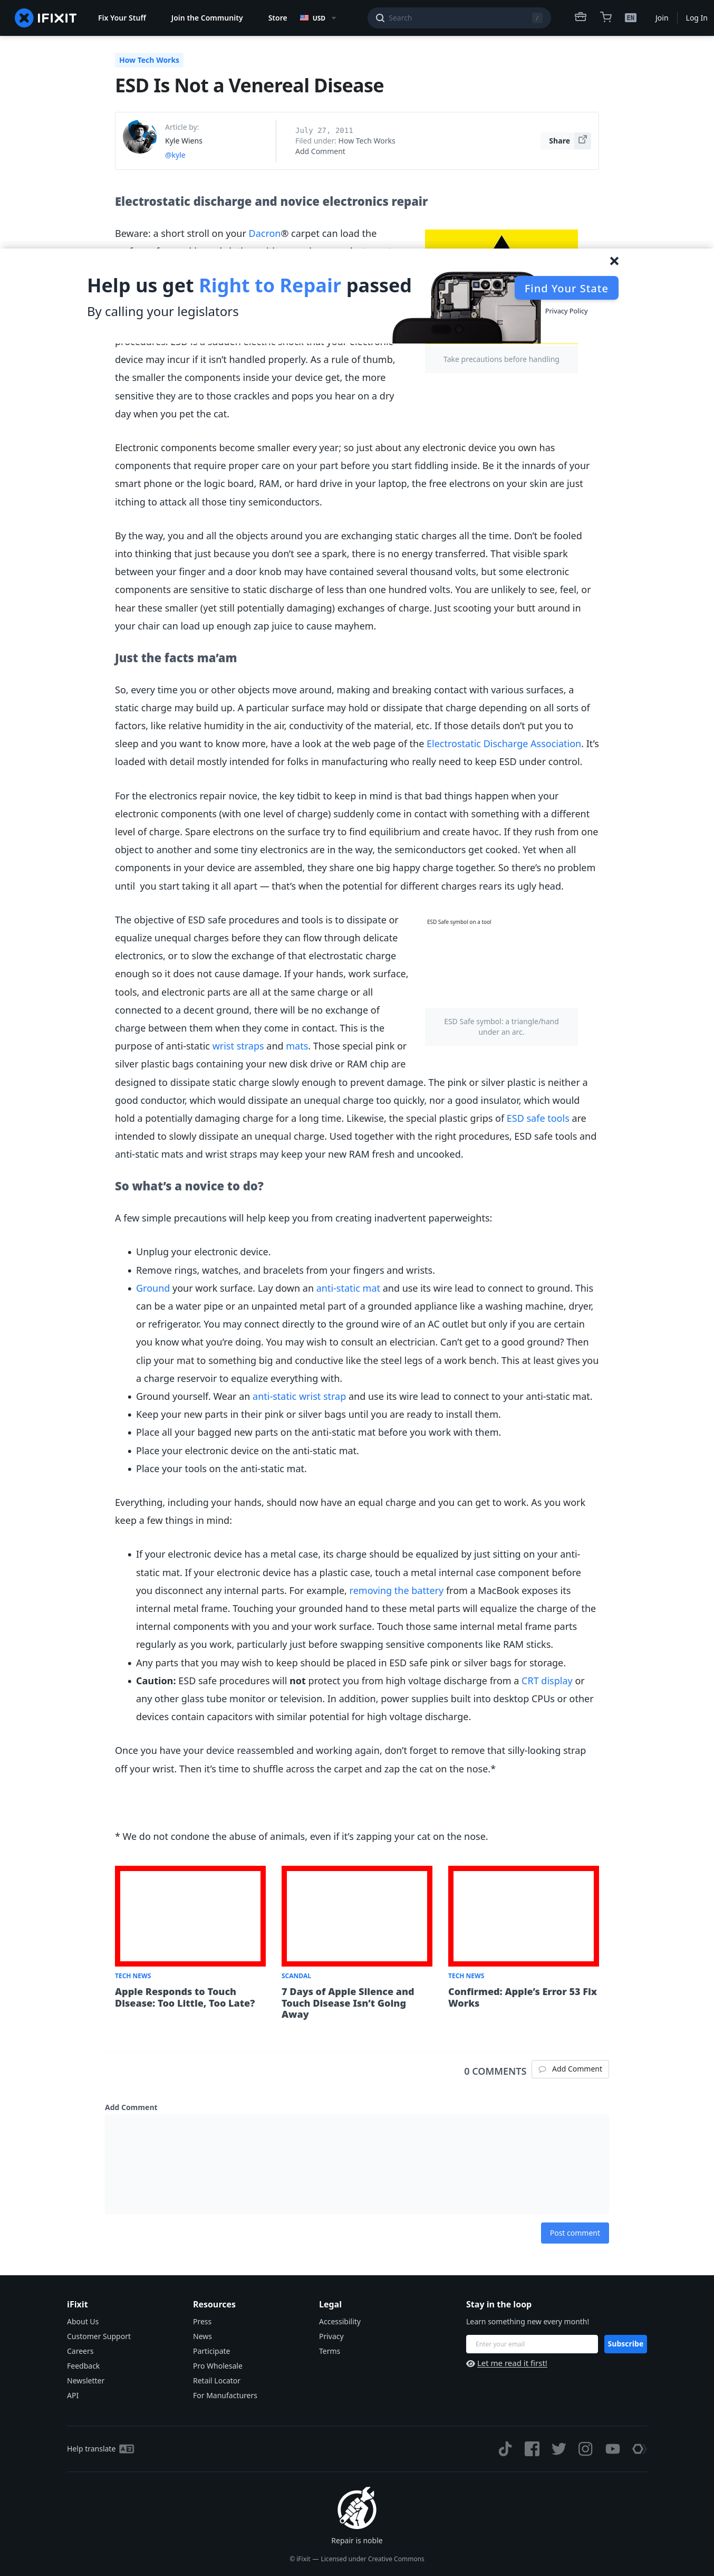 IFIXIT
Fix Your Stuff
Join the Community
Store
USD
Search
/
EN
Join
Log In
How Tech Works
ESD Is Not a Venereal Disease
Article by:
Kyle Wiens
@kyle
July 27, 2011
Filed under: How Tech Works
Add Comment
Share
Electrostatic discharge and novice electronics repair
Beware: a short stroll on your Dacron® carpet can load the
Help us get Right to Repair passed
By calling your legislators
Find Your State
Privacy Policy
device may incur if it isn’t handled properly. As a rule of thumb,
the smaller the components inside your device get, the more
sensitive they are to those crackles and pops you hear on a dry
day when you pet the cat.
Take precautions before handling
Electronic components become smaller every year; so just about any electronic device you own has
components that require proper care on your part before you start fiddling inside. Be it the innards of your
smart phone or the logic board, RAM, or hard drive in your laptop, the free electrons on your skin are just
itching to attack all those tiny semiconductors.
By the way, you and all the objects around you are exchanging static charges all the time. Don’t be fooled
into thinking that just because you don’t see a spark, there is no energy transferred. That visible spark
between your finger and a door knob may have contained several thousand volts, but some electronic
components are sensitive to static discharge of less than one hundred volts. You are unlikely to see, feel, or
hear these smaller (yet still potentially damaging) exchanges of charge. Just scooting your butt around in
your chair can load up enough zap juice to cause mayhem.
Just the facts ma’am
So, every time you or other objects move around, making and breaking contact with various surfaces, a
static charge may build up. A particular surface may hold or dissipate that charge depending on all sorts of
factors, like relative humidity in the air, conductivity of the material, etc. If those details don’t put you to
sleep and you want to know more, have a look at the web page of the Electrostatic Discharge Association. It’s
loaded with detail mostly intended for folks in manufacturing who really need to keep ESD under control.
For the electronics repair novice, the key tidbit to keep in mind is that bad things happen when your
electronic components (with one level of charge) suddenly come in contact with something with a different
level of charge. Spare electrons on the surface try to find equilibrium and create havoc. If they rush from one
object to another and some tiny electronics are in the way, the semiconductors get cooked. Yet when all
components in your device are assembled, they share one big happy charge together. So there’s no problem
until you start taking it all apart — that’s when the potential for different charges rears its ugly head.
The objective of ESD safe procedures and tools is to dissipate or
equalize unequal charges before they can flow through delicate
electronics, or to slow the exchange of that electrostatic charge
enough so it does not cause damage. If your hands, work surface,
tools, and electronic parts are all at the same charge or all
connected to a decent ground, there will be no exchange of
charge between them when they come in contact. This is the
purpose of anti-static wrist straps and mats. Those special pink or
silver plastic bags containing your new disk drive or RAM chip are
ESD Safe symbol on a tool
ESD Safe symbol: a triangle/hand
under an arc.
designed to dissipate static charge slowly enough to prevent damage. The pink or silver plastic is neither a
good conductor, which would dissipate an unequal charge too quickly, nor a good insulator, which would
hold a potentially damaging charge for a long time. Likewise, the special plastic grips of ESD safe tools are
intended to slowly dissipate an unequal charge. Used together with the right procedures, ESD safe tools and
anti-static mats and wrist straps may keep your new RAM fresh and uncooked.
So what’s a novice to do?
A few simple precautions will help keep you from creating inadvertent paperweights:
Unplug your electronic device.
Remove rings, watches, and bracelets from your fingers and wrists.
Ground your work surface. Lay down an anti-static mat and use its wire lead to connect to ground. This
can be a water pipe or an unpainted metal part of a grounded appliance like a washing machine, dryer,
or refrigerator. You may connect directly to the ground wire of an AC outlet but only if you are certain
you know what you’re doing. You may wish to consult an electrician. Can’t get to a good ground? Then
clip your mat to something big and conductive like the steel legs of a work bench. This at least gives you
a charge reservoir to equalize everything with.
Ground yourself. Wear an anti-static wrist strap and use its wire lead to connect to your anti-static mat.
Keep your new parts in their pink or silver bags until you are ready to install them.
Place all your bagged new parts on the anti-static mat before you work with them.
Place your electronic device on the anti-static mat.
Place your tools on the anti-static mat.
Everything, including your hands, should now have an equal charge and you can get to work. As you work
keep a few things in mind:
If your electronic device has a metal case, its charge should be equalized by just sitting on your anti-
static mat. If your electronic device has a plastic case, touch a metal internal case component before
you disconnect any internal parts. For example, removing the battery from a MacBook exposes its
internal metal frame. Touching your grounded hand to these metal parts will equalize the charge of the
internal components with you and your work surface. Touch those same internal metal frame parts
regularly as you work, particularly just before swapping sensitive components like RAM sticks.
Any parts that you may wish to keep should be placed in ESD safe pink or silver bags for storage.
Caution: ESD safe procedures will not protect you from high voltage discharge from a CRT display or
any other glass tube monitor or television. In addition, power supplies built into desktop CPUs or other
devices contain capacitors with similar potential for high voltage discharge.
Once you have your device reassembled and working again, don’t forget to remove that silly-looking strap
off your wrist. Then it’s time to shuffle across the carpet and zap the cat on the nose.*
* We do not condone the abuse of animals, even if it’s zapping your cat on the nose.
TECH NEWS
Apple Responds to Touch
Disease: Too Little, Too Late?
SCANDAL
7 Days of Apple Silence and
Touch Disease Isn’t Going
Away
TECH NEWS
Confirmed: Apple’s Error 53 Fix
Works
0 COMMENTS
Add Comment
Add Comment
Post comment
iFixit
About Us
Customer Support
Careers
Feedback
Newsletter
API
Resources
Press
News
Participate
Pro Wholesale
Retail Locator
For Manufacturers
Legal
Accessibility
Privacy
Terms
Stay in the loop
Learn something new every month!
Enter your email
Subscribe
Let me read it first!
Help translate
Repair is noble
© iFixit — Licensed under Creative Commons